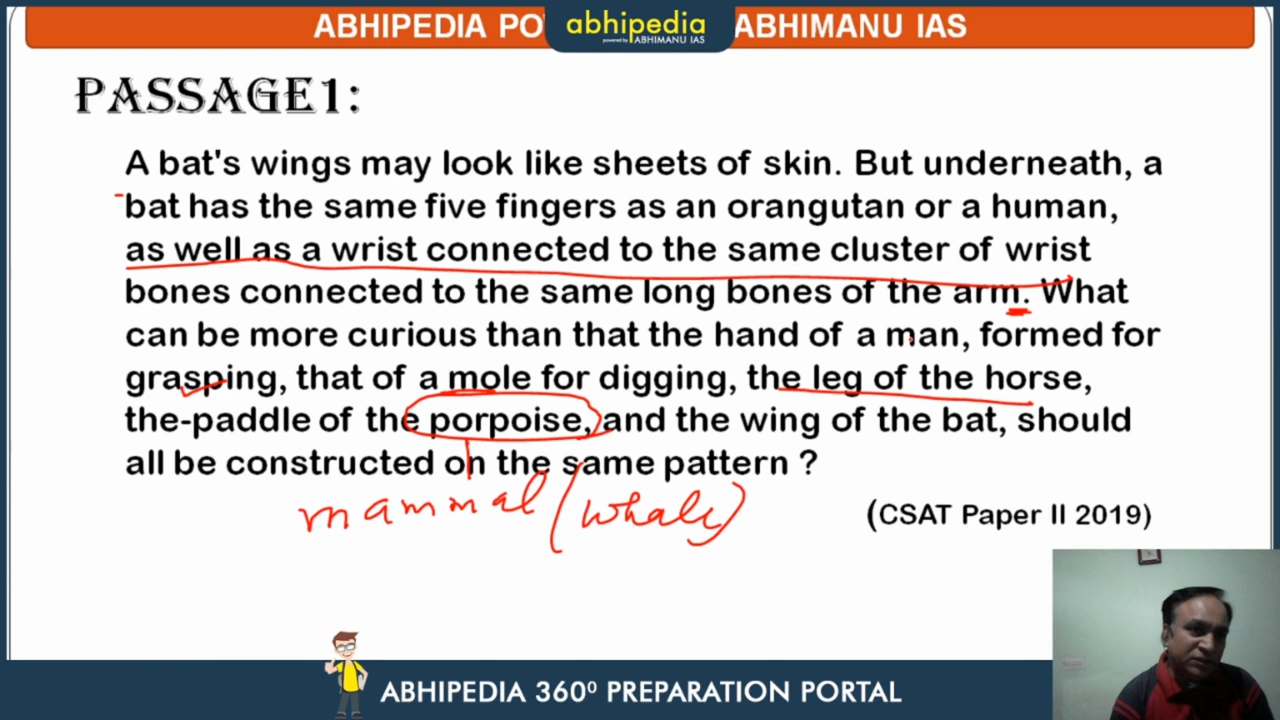 ABHIPEDIA PO
abhipedia
powered by ABHIMANU IAS
ABHIMANU IAS
PASSAGE1:
A bat's wings may look like sheets of skin. But underneath, a
bat has the same five fingers as an orangutan or a human,
as well as a wrist connected to the same cluster of wrist
bones connected to the same long bones of the arm. What
can be more curious than that the hand of a man, formed for
grasping, that of a mole for digging, the leg of the horse,
the-paddle of the porpoise, and the wing of the bat, should
all be constructed on the same pattern ?
mammal (whale)
(CSAT Paper II 2019)
ABHIPEDIA 360⁰ PREPARATION PORTAL